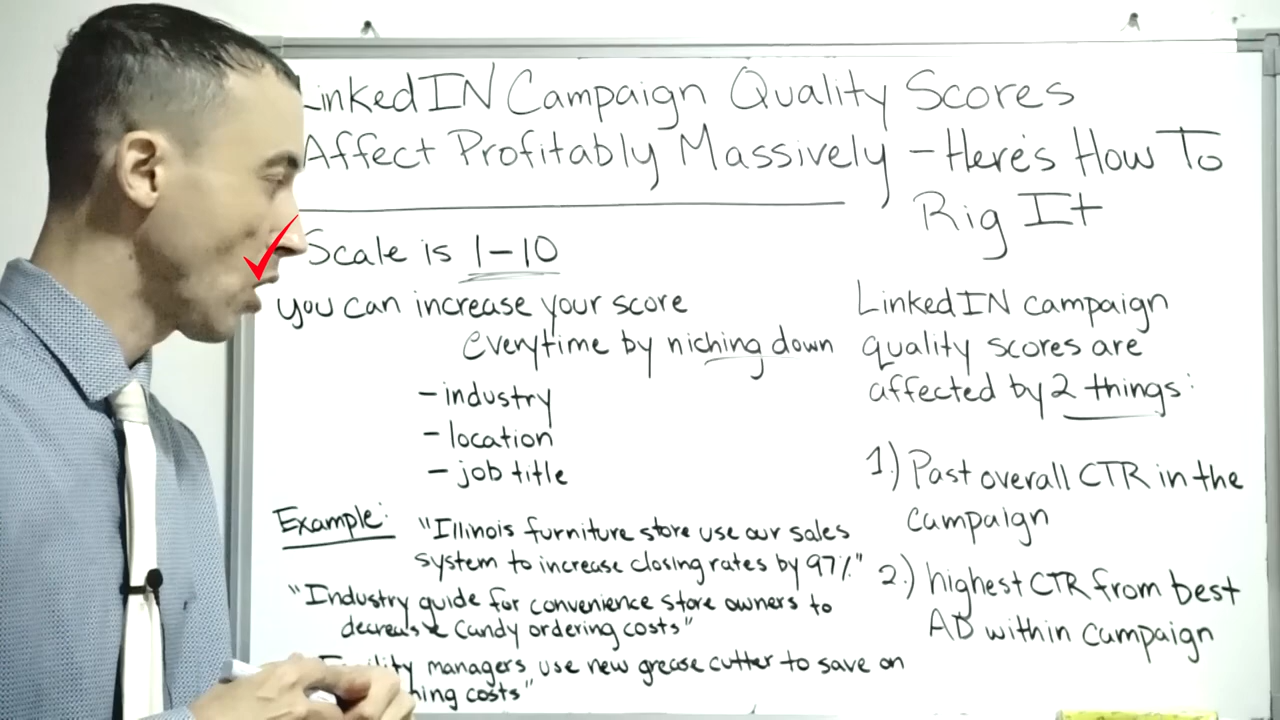 LinkedIN Campaign Quality Scores
Affect Profitably Massively – Here's How To
Rig It
Scale is 1–10
you can increase your score
everytime by niching down
– industry
– location
– job title
Example:
"Illinois furniture store use our sales
system to increase closing rates by 97%"
"Industry guide for convenience store owners to
decrease candy ordering costs"
managers use new grease cutter to save on
costs"
LinkedIN campaign
quality scores are
affected by 2 things:
1.) Past overall CTR in the
campaign
2.) highest CTR from best
AD within campaign